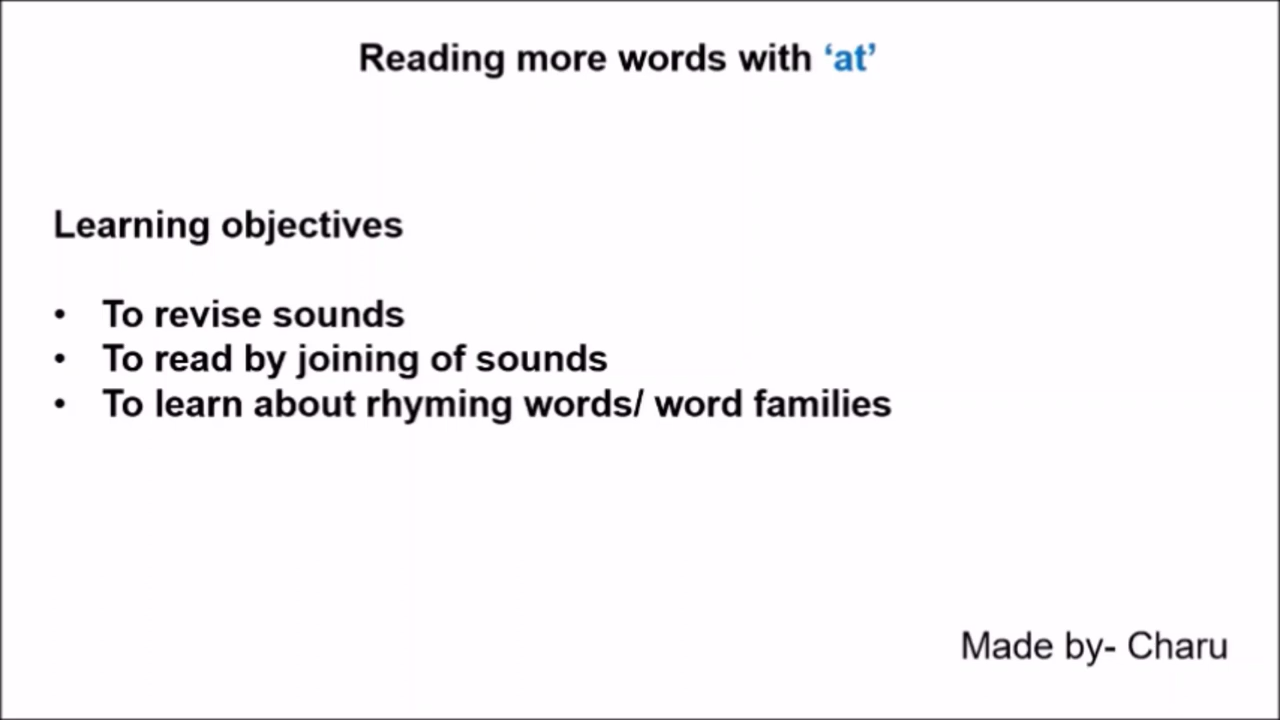 Reading more words with ‘at’
Learning objectives
• To revise sounds
• To read by joining of sounds
• To learn about rhyming words/ word families
Made by- Charu